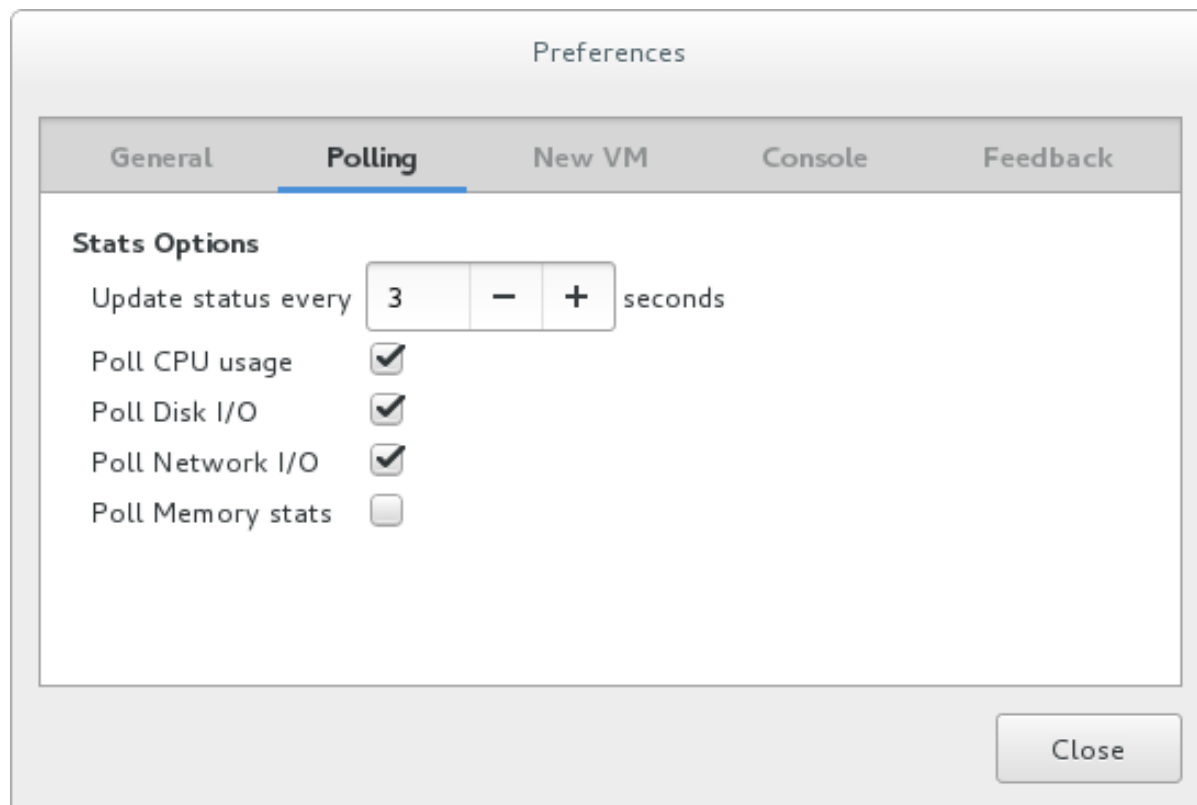 Preferences
General Polling New VM Console Feedback
Stats Options
Update status every 3 − + seconds
Poll CPU usage
Poll Disk I/O
Poll Network I/O
Poll Memory stats
Close